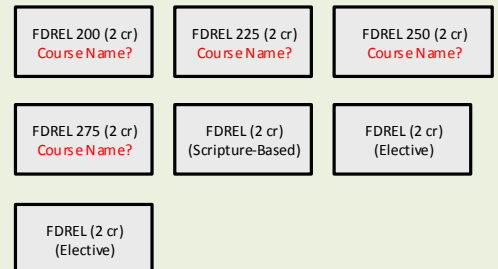 FDREL 200 (2 cr)
Course Name?
FDREL 225 (2 cr)
Course Name?
FDREL 250 (2 cr)
Course Name?
FDREL 275 (2 cr)
Course Name?
FDREL (2 cr)
(Scripture-Based)
FDREL (2 cr)
(Elective)
FDREL (2 cr)
(Elective)